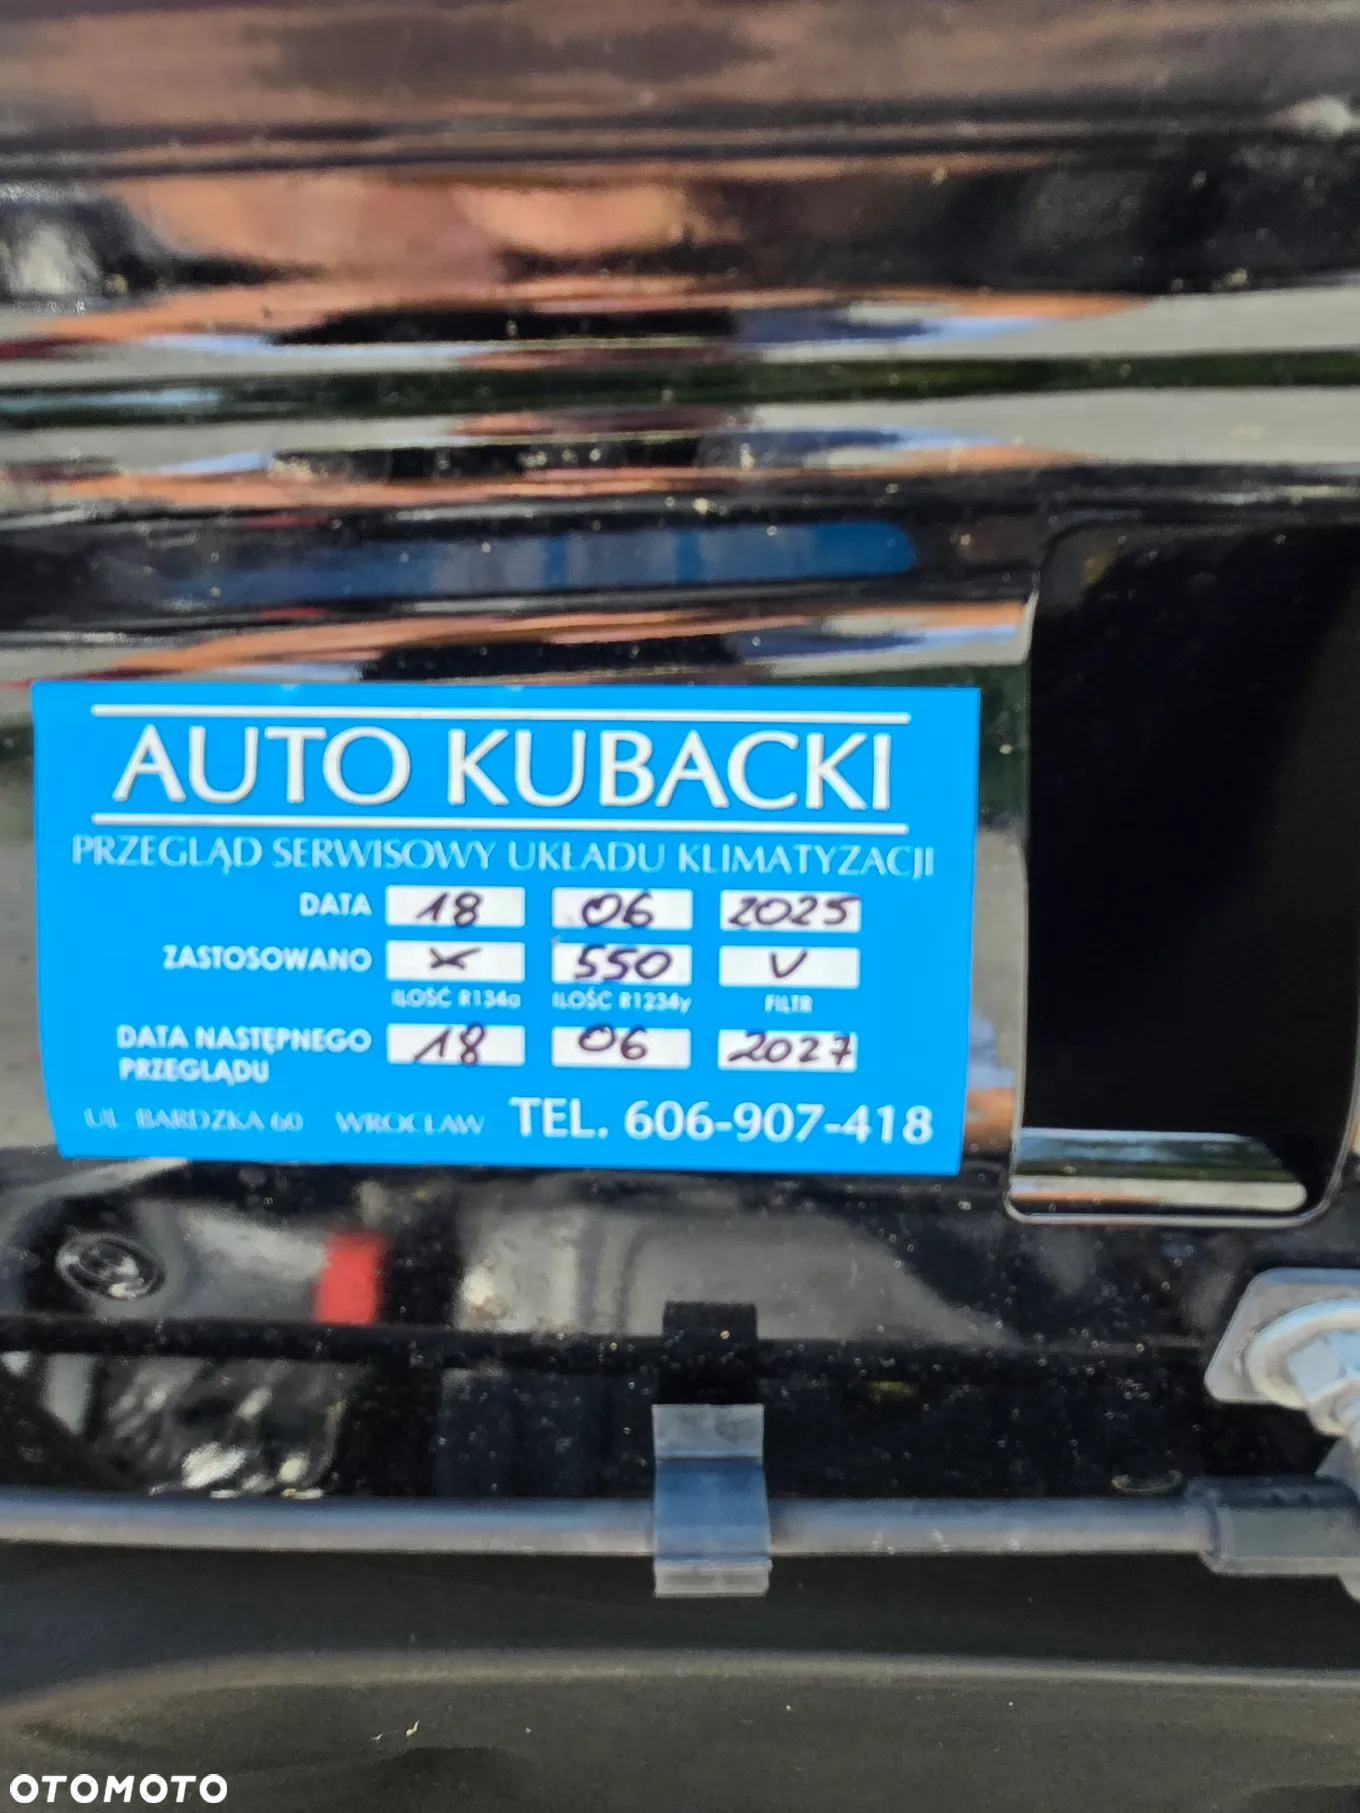 AUTO KUBACKI
PRZEGLĄD SERWISOWY UKŁADU KLIMATYZACJI
DATA 18 06 2025
ZASTOSOWANO X 550 V
ILOŚĆ R134a ILOŚĆ R1234y FILTR
DATA NASTĘPNEGO PRZEGLĄDU 18 06 2027
UL. BARDZKA 60 WROCŁAW TEL. 606-907-418
OTOMOTO